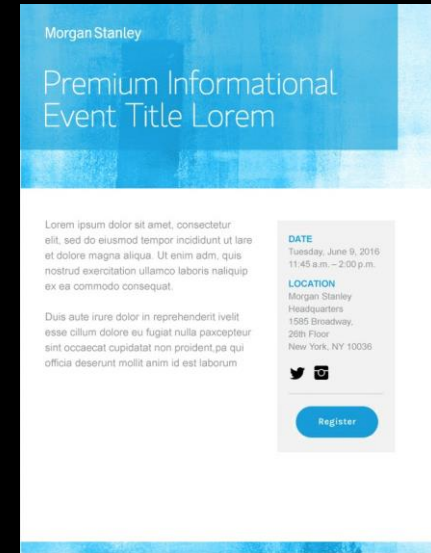 Morgan Stanley
Premium Informational
Event Title Lorem
Lorem ipsum dolor sit amet, consectetur
elit, sed do eiusmod tempor incididunt ut lare
et dolore magna aliqua. Ut enim adm, quis
nostrud exercitation ullamco laboris naliquip
ex ea commodo consequat.
Duis aute irure dolor in reprehenderit ivelit
esse cillum dolore eu fugiat nulla paxcepteur
sint occaecat cupidatat non proident,pa qui
officia deserunt mollit anim id est laborum
DATE
Tuesday, June 9, 2016
11:45 a.m. – 2:00 p.m.
LOCATION
Morgan Stanley
Headquarters
1585 Broadway,
26th Floor
New York, NY 10036
Register